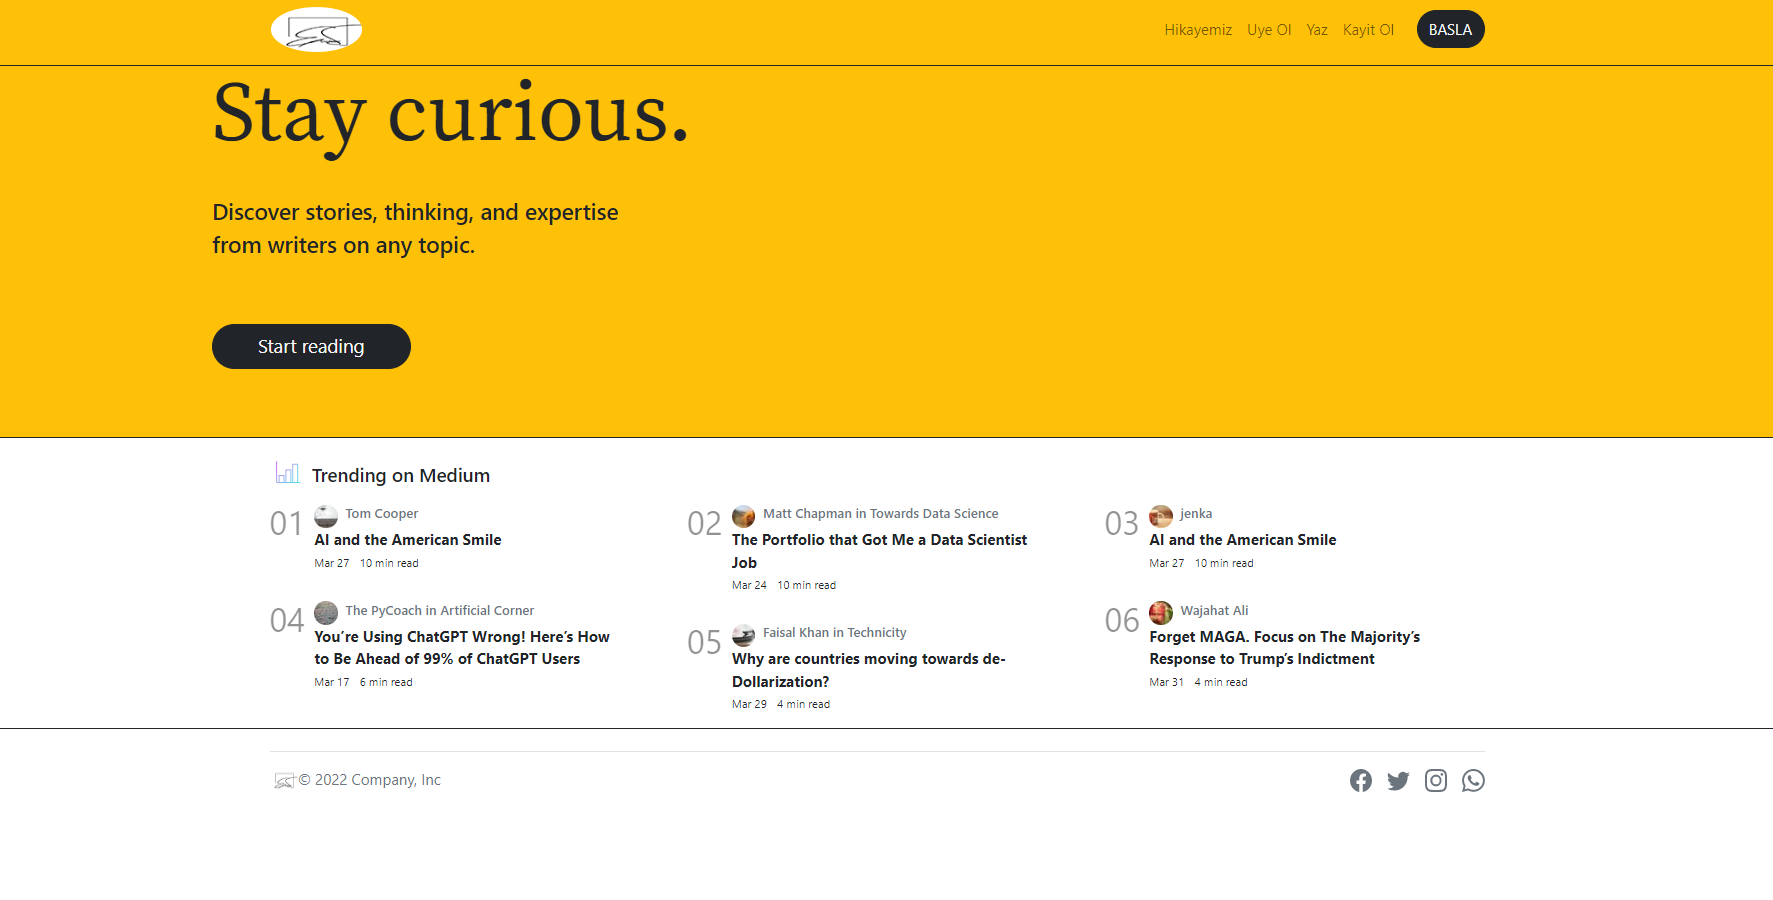 Hikayemiz Uye Ol Yaz Kayit Ol BASLA
Stay curious.
Discover stories, thinking, and expertise
from writers on any topic.
Start reading
Trending on Medium
01
Tom Cooper
AI and the American Smile
Mar 27 10 min read
02
Matt Chapman in Towards Data Science
The Portfolio that Got Me a Data Scientist
Job
Mar 24 10 min read
03
jenka
AI and the American Smile
Mar 27 10 min read
04
The PyCoach in Artificial Corner
You’re Using ChatGPT Wrong! Here’s How
to Be Ahead of 99% of ChatGPT Users
Mar 17 6 min read
05
Faisal Khan in Technicity
Why are countries moving towards de-
Dollarization?
Mar 29 4 min read
06
Wajahat Ali
Forget MAGA. Focus on The Majority’s
Response to Trump’s Indictment
Mar 31 4 min read
© 2022 Company, Inc